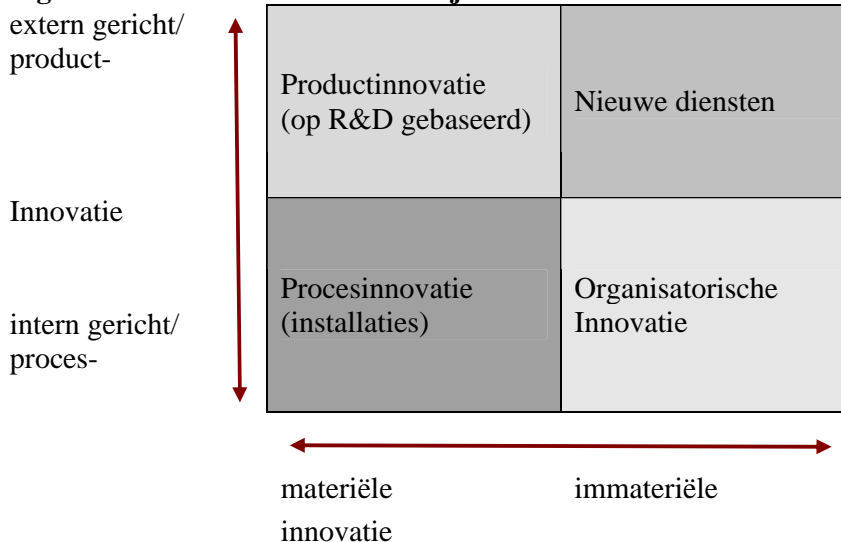 extern gericht/
product-
Productinnovatie
(op R&D gebaseerd)
Nieuwe diensten
Innovatie
Procesinnovatie
(installaties)
Organisatorische
Innovatie
intern gericht/
proces-
materiële
immateriële
innovatie